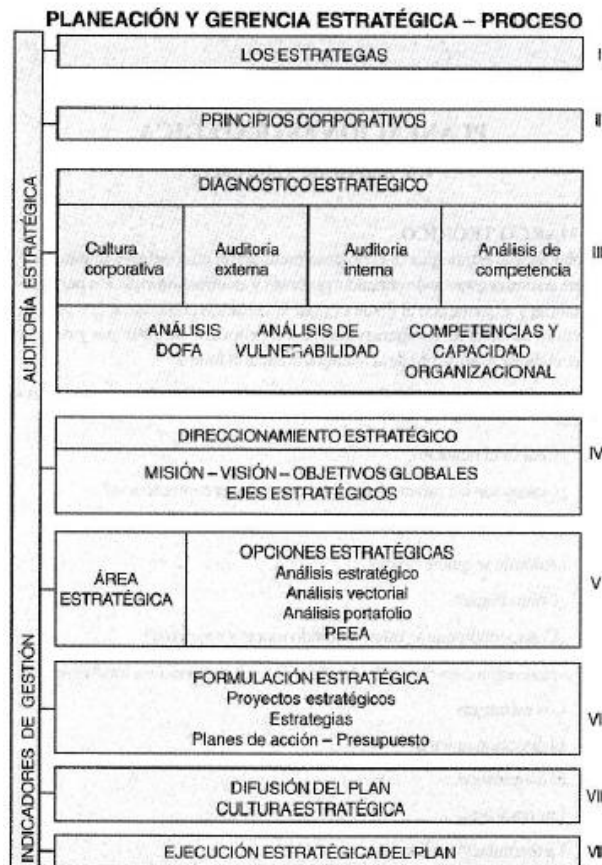 PLANEACIÓN Y GERENCIA ESTRATÉGICA – PROCESO
LOS ESTRATEGAS
I
PRINCIPIOS CORPORATIVOS
II
DIAGNÓSTICO ESTRATÉGICO
Cultura corporativa
Auditoria externa
Auditoria interna
Análisis de competencia
III
ANÁLISIS DOFA
ANÁLISIS DE VULNERABILIDAD
COMPETENCIAS Y CAPACIDAD ORGANIZACIONAL
DIRECCIONAMIENTO ESTRATÉGICO
IV
MISIÓN – VISIÓN – OBJETIVOS GLOBALES
EJES ESTRATÉGICOS
ÁREA ESTRATÉGICA
OPCIONES ESTRATÉGICAS
Análisis estratégico
Análisis vectorial
Análisis portafolio
PEEA
V
FORMULACIÓN ESTRATÉGICA
Proyectos estratégicos
Estrategias
Planes de acción – Presupuesto
VI
DIFUSIÓN DEL PLAN
CULTURA ESTRATÉGICA
VII
EJECUCIÓN ESTRATÉGICA DEL PLAN
AUDITORÍA ESTRATÉGICA
INDICADORES DE GESTIÓN